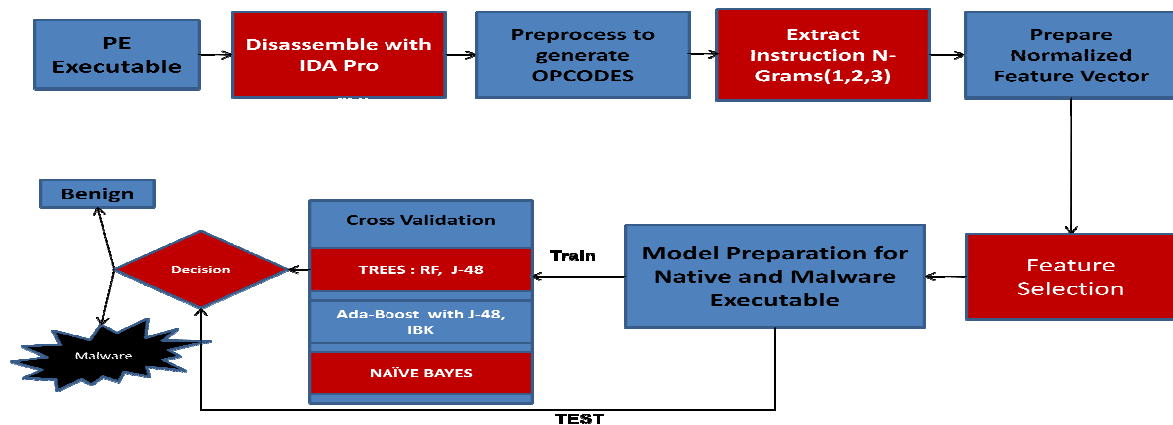 PE
Executable
Disassemble with
IDA Pro
Preprocess to
generate
OPCODES
Extract
Instruction N-
Grams(1,2,3)
Prepare
Normalized
Feature Vector
Benign
Cross Validation
TREES : RF, J-48
Ada-Boost with J-48,
IBK
NAÏVE BAYES
Decision
Malware
Train
Model Preparation for
Native and Malware
Executable
Feature
Selection
TEST